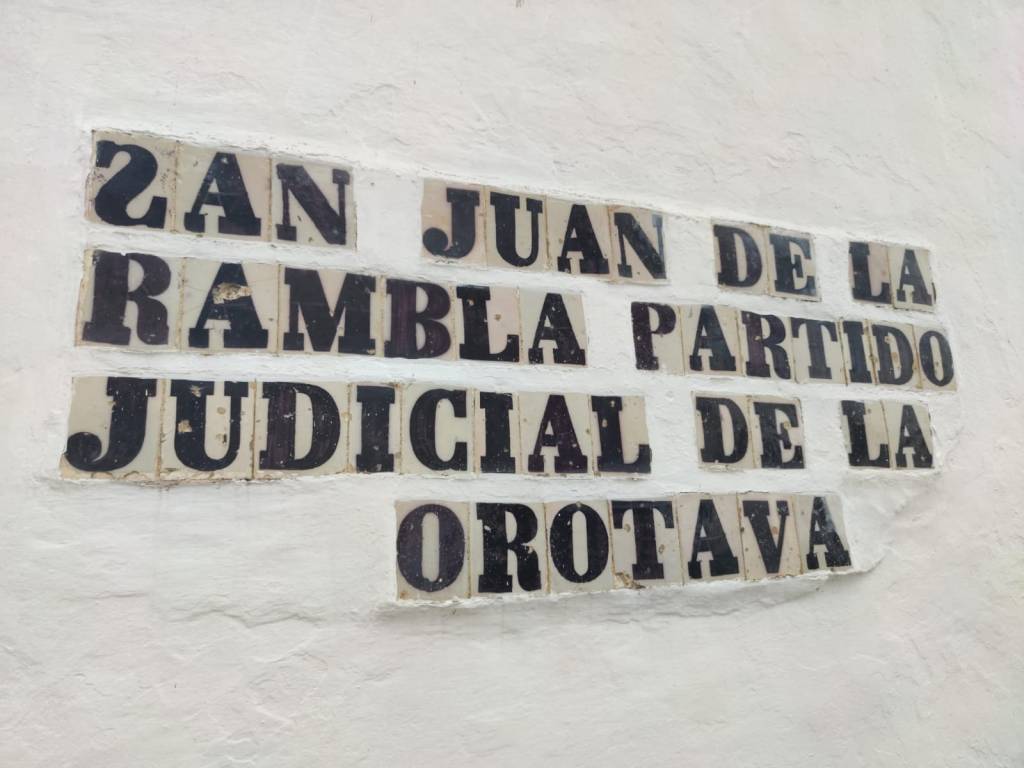 SAN JUAN DE LA
RAMBLA PARTIDO
JUDICIAL DE LA
OROTAVA